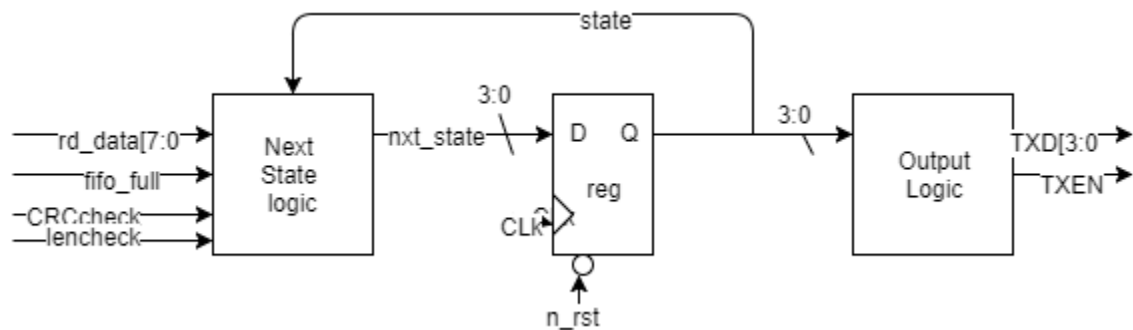 state
3:0
3:0
rd_data[7:0
Next
State
logic
nxt_state
D
Q
TXD[3:0
fifo_full
Output
Logic
TXEN
reg
CRCcheck
CLk
lencheck
n_rst